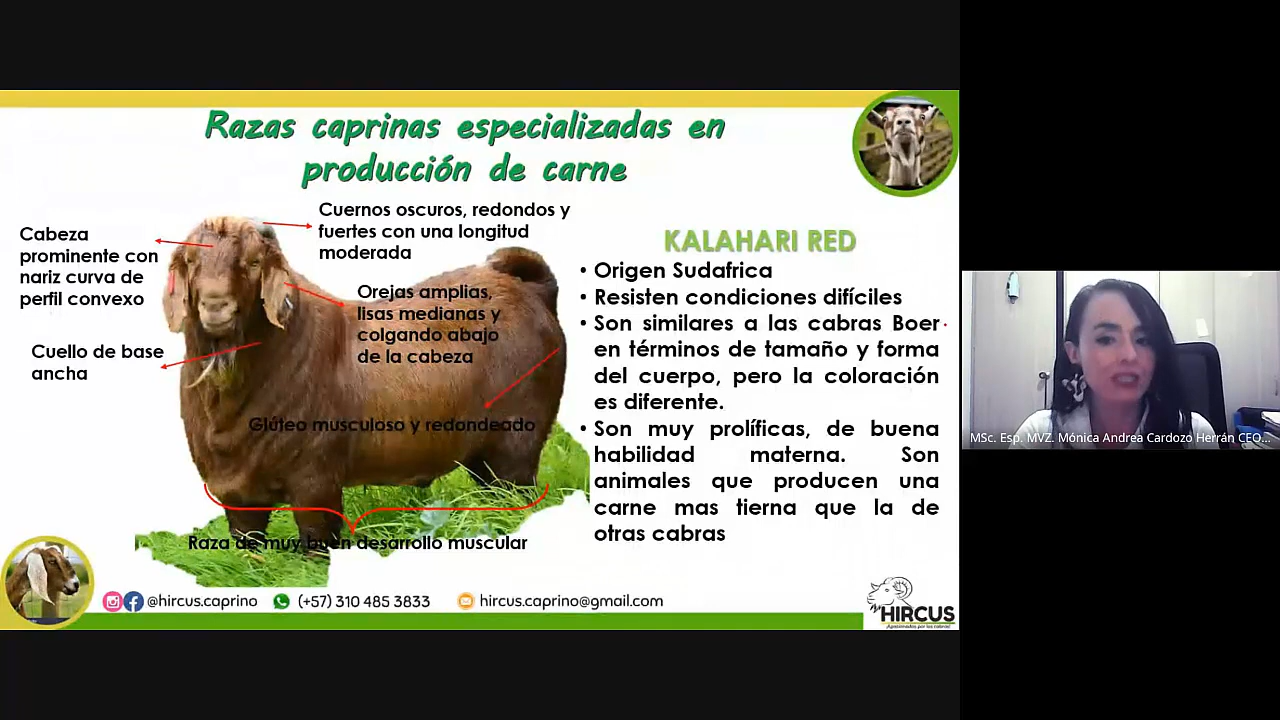 Razas caprinas especializadas en
producción de carne
Cuernos oscuros, redondos y
fuertes con una longitud
moderada
Cabeza
prominente con
nariz curva de
perfil convexo
Orejas amplias,
lisas medianas y
colgando abajo
de la cabeza
Cuello de base
ancha
Glúteo musculoso y redondeado
Raza de muy buen desarrollo muscular
KALAHARI RED
• Origen Sudafrica
• Resisten condiciones difíciles
• Son similares a las cabras Boer
en términos de tamaño y forma
del cuerpo, pero la coloración
es diferente.
• Son muy prolíficas, de buena
habilidad materna. Son
animales que producen una
carne mas tierna que la de
otras cabras
@hircus.caprino (+57) 310 485 3833 hircus.caprino@gmail.com
HIRCUS
MSc. Esp. MVZ. Mónica Andrea Cardozo Herrán CEO...